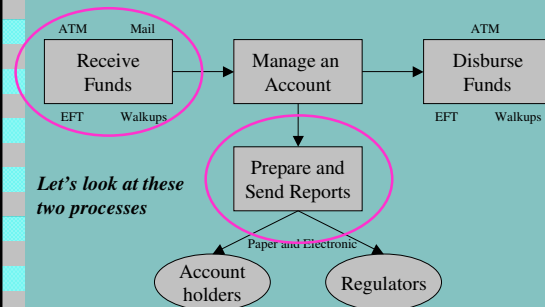 ATM Mail
Receive
Funds
EFT Walkups
Manage an
Account
ATM
Disburse
Funds
EFT Walkups
Let's look at these
two processes
Prepare and
Send Reports
Paper and Electronic
Account
holders
Regulators